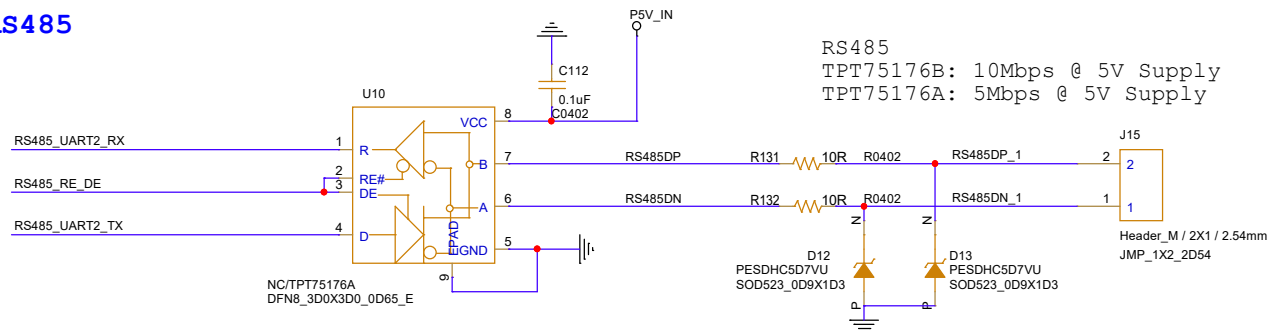 RS485
P5V_IN
RS485
TPT75176B: 10Mbps @ 5V Supply
TPT75176A: 5Mbps @ 5V Supply
C112
0.1uF
C0402
U10
RS485_UART2_RX
RS485_RE_DE
RS485_UART2_TX
1
2
3
4
R
RE#
DE
D
VCC
B
A
EGND
EPAD
8
7
6
5
9
NC/TPT75176A
DFN8_3D0X3D0_0D65_E
RS485DP
R131
10R
R0402
RS485DP_1
2
2
RS485DN
R132
10R
R0402
RS485DN_1
1
1
J15
Header_M / 2X1 / 2.54mm
JMP_1X2_2D54
N
N
D12
PESDHC5D7VU
SOD523_0D9X1D3
D13
PESDHC5D7VU
SOD523_0D9X1D3
P
P